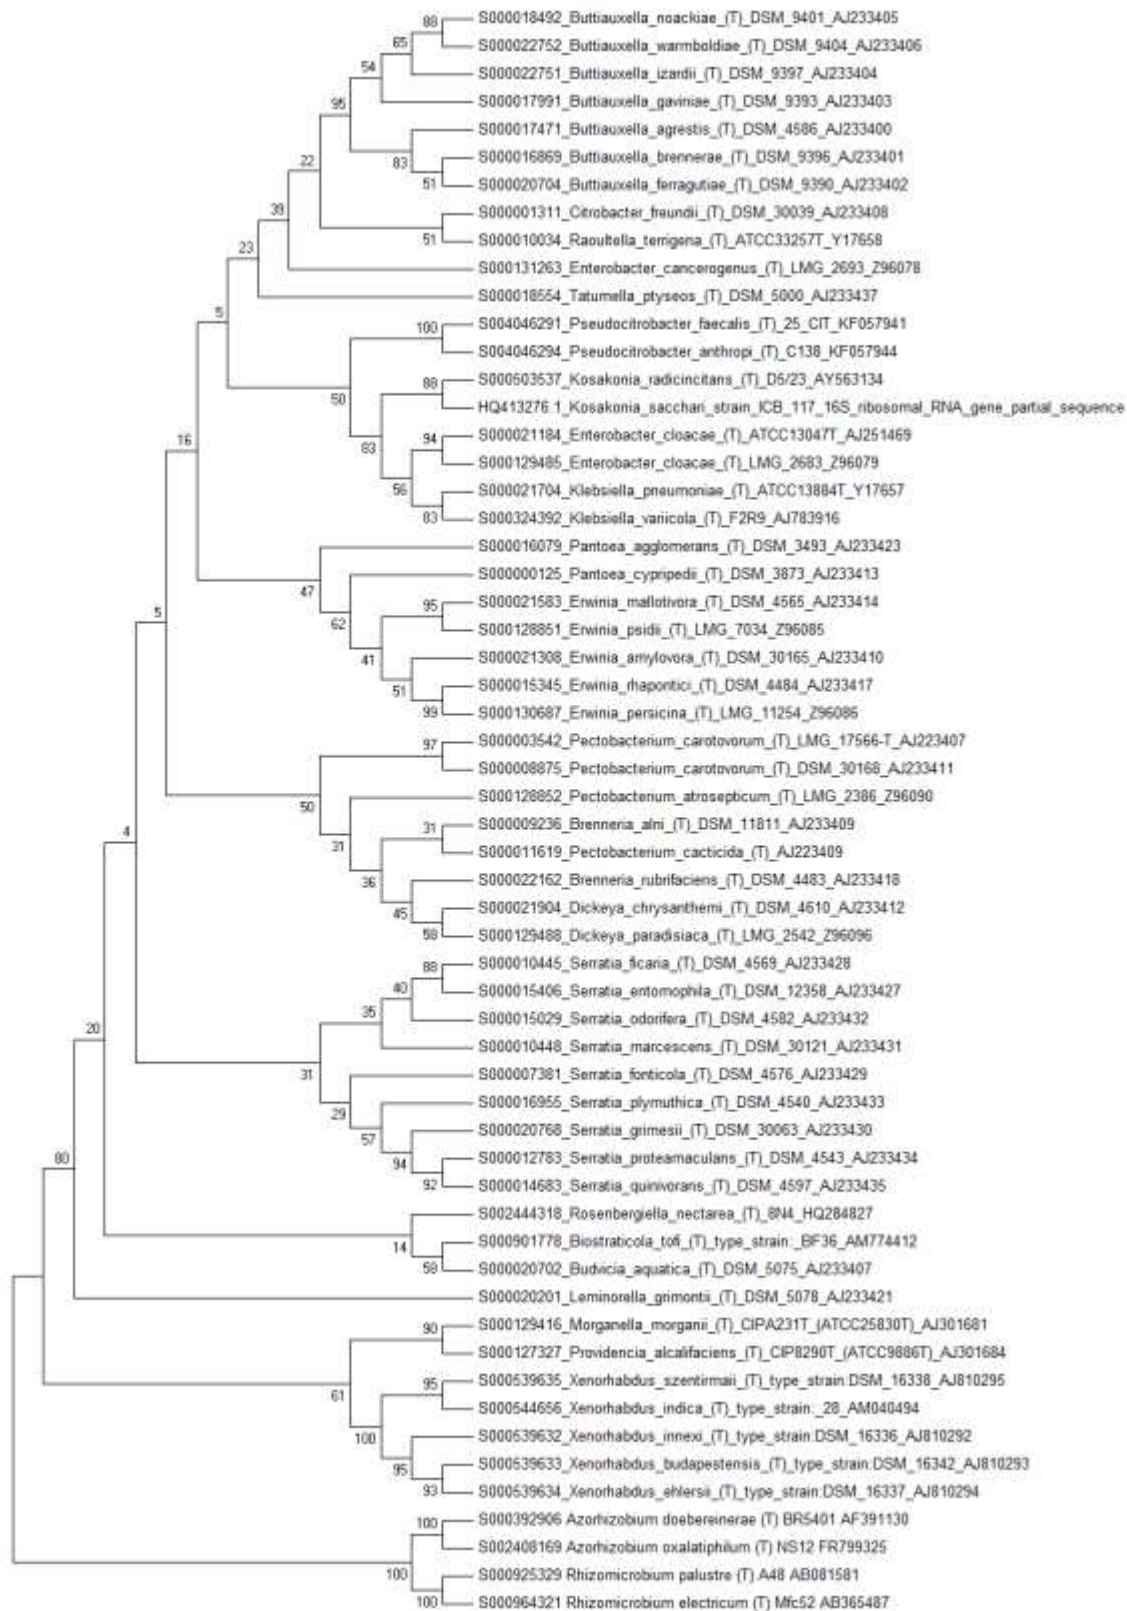 88 S000018492_Buttiauxella_noackiae_(T)_DSM_9401_AJ233405
65 S000022752_Buttiauxella_warmboldiae_(T)_DSM_9404_AJ233406
54 S000022751_Buttiauxella_izardii_(T)_DSM_9397_AJ233404
95 S000017991_Buttiauxella_gaviniae_(T)_DSM_9393_AJ233403
S000017471_Buttiauxella_agrestis_(T)_DSM_4586_AJ233400
22 83 S000016869_Buttiauxella_brennerae_(T)_DSM_9396_AJ233401
51 S000020704_Buttiauxella_ferragutiae_(T)_DSM_9390_AJ233402
39 S000001311_Citrobacter_freundii_(T)_DSM_30039_AJ233408
23 51 S000010034_Raoultella_terrigena_(T)_ATCC33257T_Y17658
S000131263_Enterobacter_cancerogenus_(T)_LMG_2693_Z96078
S000018554_Tatumella_ptyseos_(T)_DSM_5000_AJ233437
5 100 S004046291_Pseudocitrobacter_faecalis_(T)_25_CIT_KF057941
S004046294_Pseudocitrobacter_anthropi_(T)_C138_KF057944
50 88 S000503537_Kosakonia_radicincitans_(T)_D5/23_AY563134
HQ413276.1_Kosakonia_sacchari_strain_ICB_117_16S_ribosomal_RNA_gene_partial_sequence
16 83 94 S000021184_Enterobacter_cloacae_(T)_ATCC13047T_AJ251469
S000129485_Enterobacter_cloacae_(T)_LMG_2683_Z96079
56 S000021704_Klebsiella_pneumoniae_(T)_ATCC13884T_Y17657
83 S000324392_Klebsiella_variicola_(T)_F2R9_AJ783916
S000016079_Pantoea_agglomerans_(T)_DSM_3493_AJ233423
47 S000000125_Pantoea_cypripedii_(T)_DSM_3873_AJ233413
5 62 95 S000021583_Erwinia_mallotivora_(T)_DSM_4565_AJ233414
S000128851_Erwinia_psidii_(T)_LMG_7034_Z96085
41 S000021308_Erwinia_amylovora_(T)_DSM_30165_AJ233410
51 S000015345_Erwinia_rhapontici_(T)_DSM_4484_AJ233417
99 S000130687_Erwinia_persicina_(T)_LMG_11254_Z96086
97 S000003542_Pectobacterium_carotovorum_(T)_LMG_17566-T_AJ223407
S000008875_Pectobacterium_carotovorum_(T)_DSM_30168_AJ233411
50 S000128852_Pectobacterium_atrosepticum_(T)_LMG_2386_Z96090
4 31 31 S000009236_Brenneria_alni_(T)_DSM_11811_AJ233409
S000011619_Pectobacterium_cacticida_(T)_AJ223409
36 S000022162_Brenneria_rubrifaciens_(T)_DSM_4483_AJ233418
45 S000021904_Dickeya_chrysanthemi_(T)_DSM_4610_AJ233412
58 S000129488_Dickeya_paradisiaca_(T)_LMG_2542_Z96096
88 S000010445_Serratia_ficaria_(T)_DSM_4569_AJ233428
40 S000015406_Serratia_entomophila_(T)_DSM_12358_AJ233427
35 S000015029_Serratia_odorifera_(T)_DSM_4582_AJ233432
20 S000010448_Serratia_marcescens_(T)_DSM_30121_AJ233431
31 S000007381_Serratia_fonticola_(T)_DSM_4576_AJ233429
29 S000016955_Serratia_plymuthica_(T)_DSM_4540_AJ233433
57 S000020768_Serratia_grimesii_(T)_DSM_30063_AJ233430
80 94 S000012783_Serratia_proteamaculans_(T)_DSM_4543_AJ233434
92 S000014683_Serratia_quinivorans_(T)_DSM_4597_AJ233435
S002444318_Rosenbergiella_nectarea_(T)_8N4_HQ284827
14 S000901778_Biostraticola_tofi_(T)_type_strain:_BF36_AM774412
58 S000020702_Budvicia_aquatica_(T)_DSM_5075_AJ233407
S000020201_Leminorella_grimontii_(T)_DSM_5078_AJ233421
90 S000129416_Morganella_morganii_(T)_CIPA231T_(ATCC25830T)_AJ301681
S000127327_Providencia_alcalifaciens_(T)_CIP8290T_(ATCC9886T)_AJ301684
61 95 S000539635_Xenorhabdus_szentirmaii_(T)_type_strain:DSM_16338_AJ810295
S000544656_Xenorhabdus_indica_(T)_type_strain:_28_AM040494
100 S000539632_Xenorhabdus_innexi_(T)_type_strain:DSM_16336_AJ810292
95 S000539633_Xenorhabdus_budapestensis_(T)_type_strain:DSM_16342_AJ810293
93 S000539634_Xenorhabdus_ehlersii_(T)_type_strain:DSM_16337_AJ810294
100 S000392906 Azorhizobium doebereinerae (T) BR5401 AF391130
S002408169 Azorhizobium oxalatiphilum (T) NS12 FR799325
100 S000925329 Rhizomicrobium palustre (T) A48 AB081581
100 S000964321 Rhizomicrobium electricum (T) Mfc52 AB365487